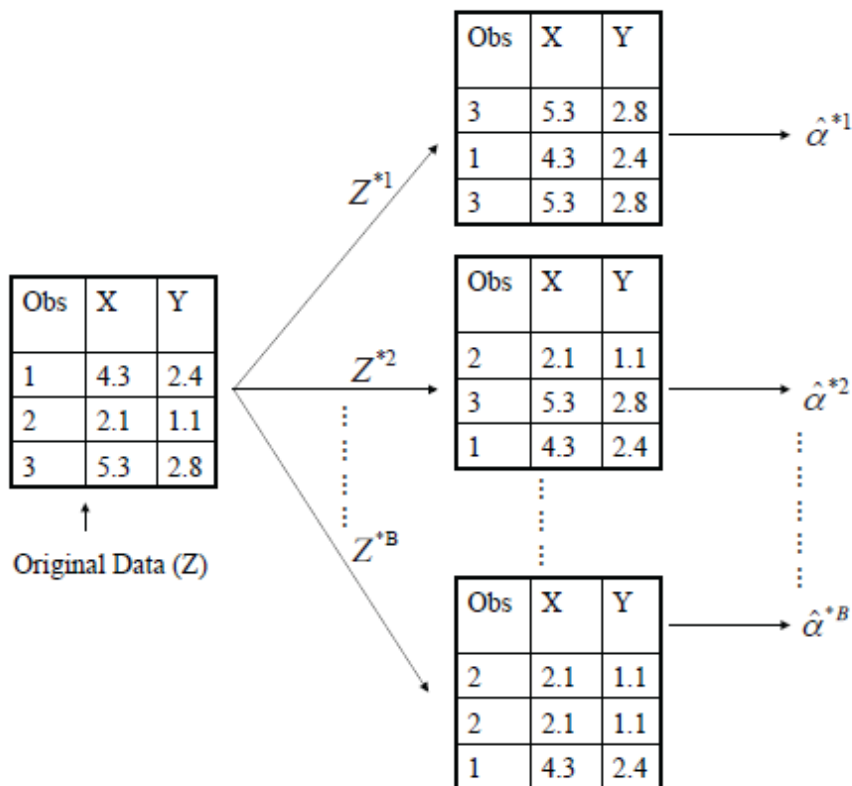 Obs X Y
3 5.3 2.8
1 4.3 2.4
3 5.3 2.8
α̂*1
Z*1
Obs X Y
1 4.3 2.4
2 2.1 1.1
3 5.3 2.8
Original Data (Z)
Z*2
Obs X Y
2 2.1 1.1
3 5.3 2.8
1 4.3 2.4
α̂*2
Z*B
Obs X Y
2 2.1 1.1
2 2.1 1.1
1 4.3 2.4
α̂*B